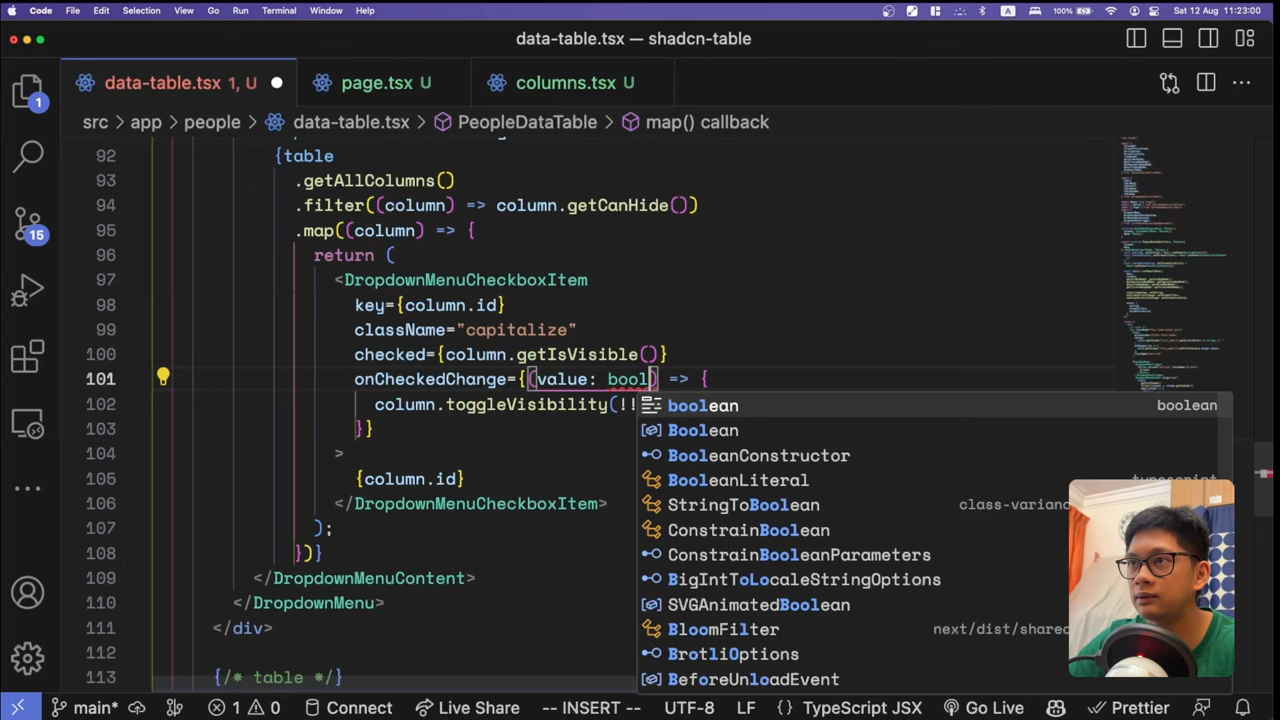 Code File Edit Selection View Go Run Terminal Window Help A 100% Sat 12 Aug 11:23:00
data-table.tsx — shadcn-table
data-table.tsx 1, U page.tsx U columns.tsx U
src > app > people > data-table.tsx > PeopleDataTable > map() callback
92 {table
93 .getAllColumns()
94 .filter((column) => column.getCanHide())
95 .map((column) => {
96 return (
97 <DropdownMenuCheckboxItem
98 key={column.id}
99 className="capitalize"
100 checked={column.getIsVisible()}
101 onCheckedChange={(value: bool) => {
102 column.toggleVisibility(!!
103 }}
104 >
105 {column.id}
106 </DropdownMenuCheckboxItem>
107 );
108 })}
109 </DropdownMenuContent>
110 </DropdownMenu>
111 </div>
112
113 {/* table */}
boolean boolean
Boolean
BooleanConstructor
BooleanLiteral typescript
StringToBoolean class-varianc
ConstrainBoolean
ConstrainBooleanParameters
BigIntToLocaleStringOptions
SVGAnimatedBoolean
BloomFilter next/dist/shared
BrotliOptions
BeforeUnloadEvent
1
15
main* 1 0 Connect Live Share -- INSERT -- UTF-8 LF {} TypeScript JSX Go Live Prettier